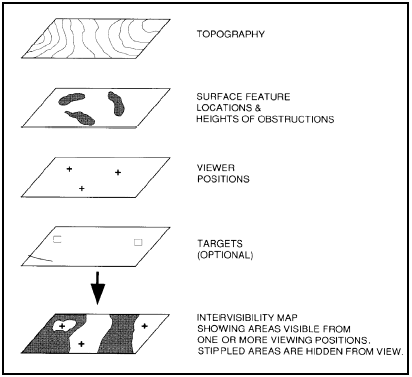 TOPOGRAPHY
SURFACE FEATURE
LOCATIONS &
HEIGHTS OF OBSTRUCTIONS
VIEWER
POSITIONS
TARGETS
(OPTIONAL)
INTERVISIBILITY MAP
SHOWING AREAS VISIBLE FROM
ONE OR MORE VIEWING POSITIONS.
STIPPLED AREAS ARE HIDDEN FROM VIEW.